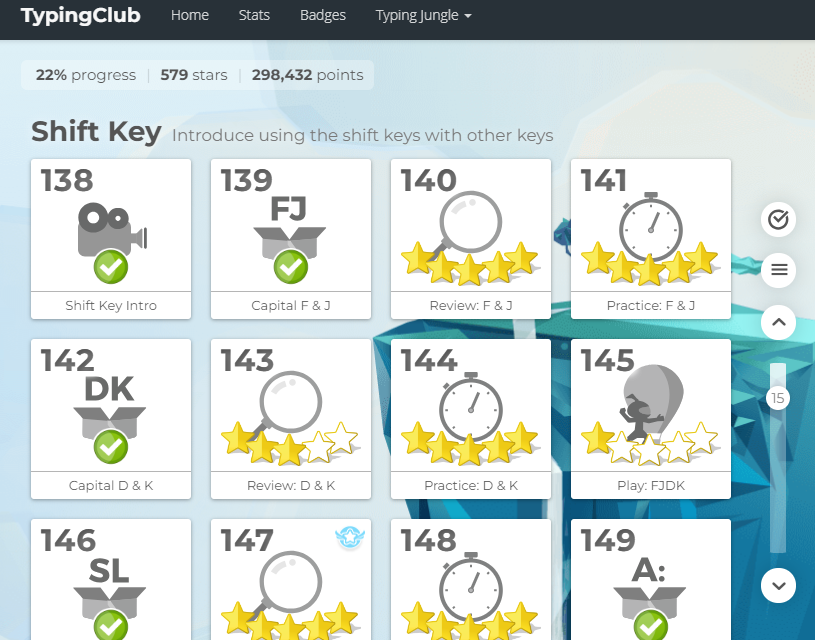 TypingClub Home Stats Badges Typing Jungle
22% progress | 579 stars | 298,432 points
Shift Key Introduce using the shift keys with other keys
138 139 140 141
FJ
Shift Key Intro Capital F & J Review: F & J Practice: F & J
15
142 143 144 145
DK
Capital D & K Review: D & K Practice: D & K Play: FJDK
146 147 148 149
SL A: